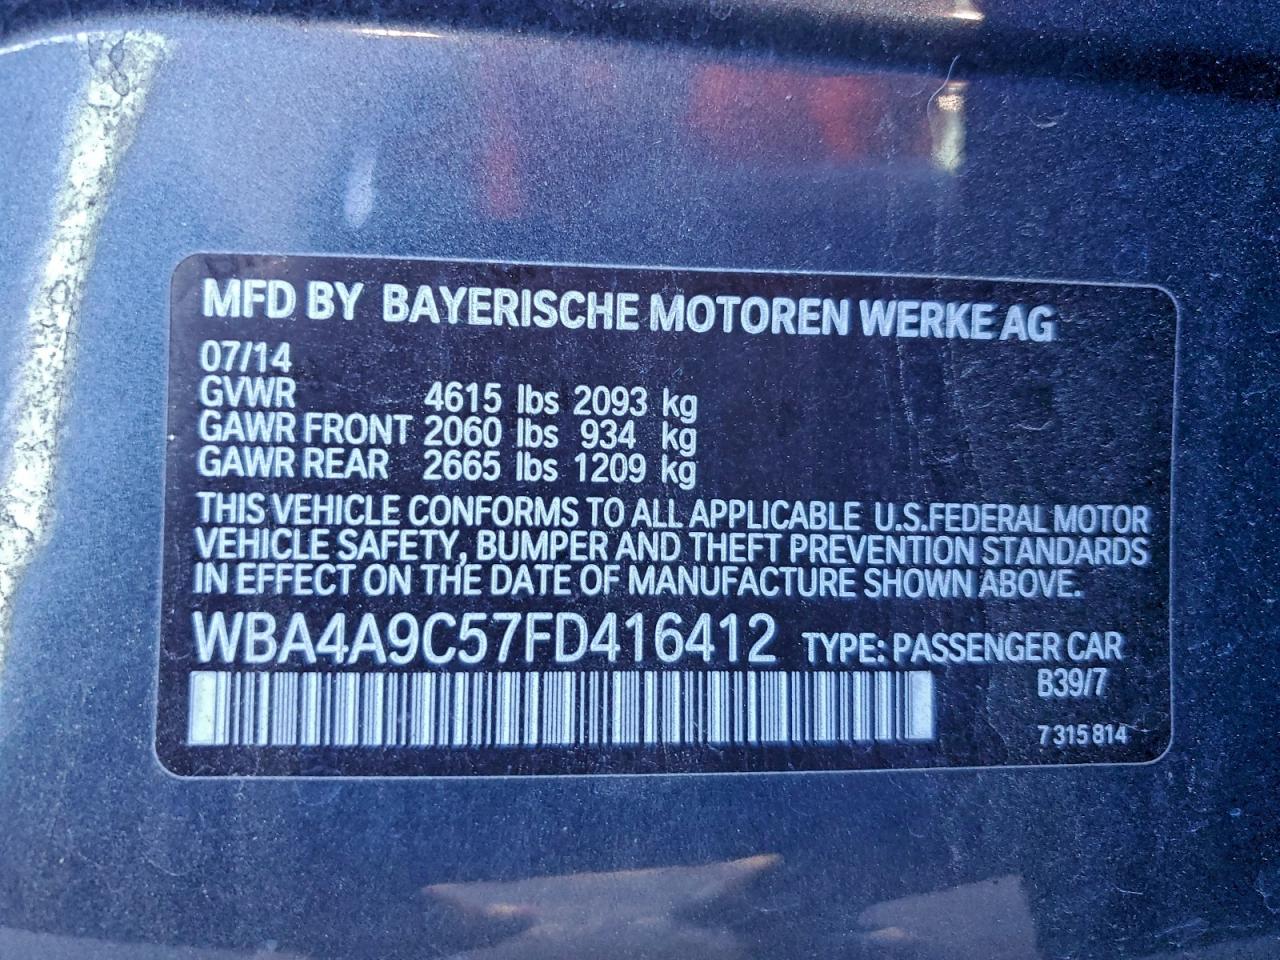 MFD BY BAYERISCHE MOTOREN WERKE AG
07/14
GVWR 4615 lbs 2093 kg
GAWR FRONT 2060 lbs 934 kg
GAWR REAR 2665 lbs 1209 kg
THIS VEHICLE CONFORMS TO ALL APPLICABLE U.S.FEDERAL MOTOR
VEHICLE SAFETY, BUMPER AND THEFT PREVENTION STANDARDS
IN EFFECT ON THE DATE OF MANUFACTURE SHOWN ABOVE.
WBA4A9C57FD416412 TYPE: PASSENGER CAR
B39/7
7 315 814